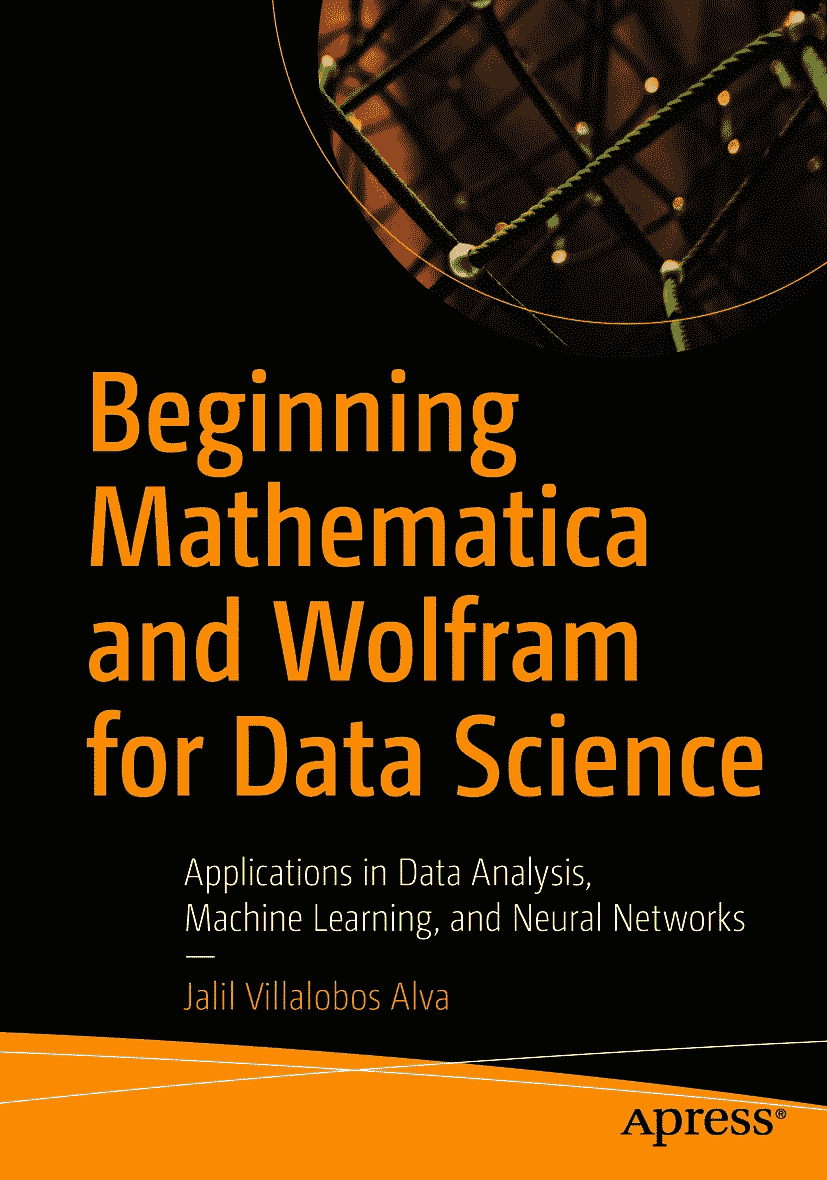 Beginning
Mathematica
and Wolfram
for Data Science
Applications in Data Analysis,
Machine Learning, and Neural Networks
Jalil Villalobos Alva
Apress®